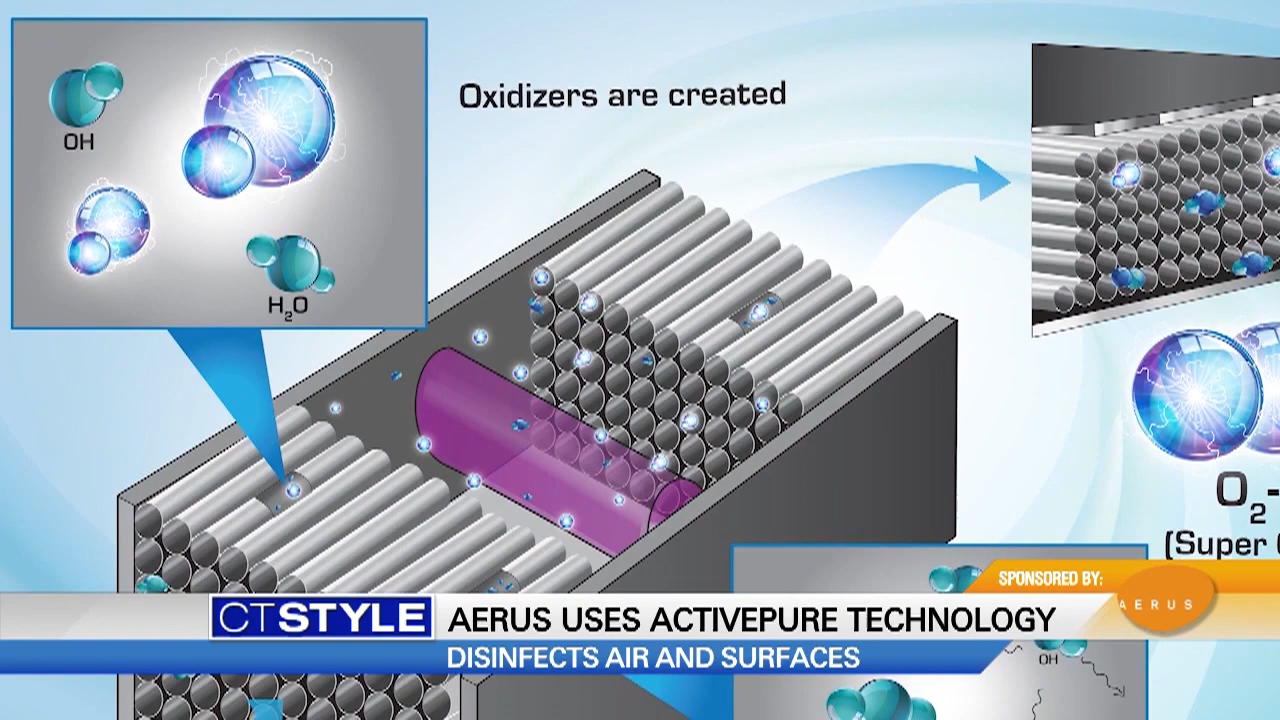 Oxidizers are created
OH
H2O
O2-
(Super
SPONSORED BY:
AERUS
CTSTYLE
AERUS USES ACTIVEPURE TECHNOLOGY
DISINFECTS AIR AND SURFACES
OH